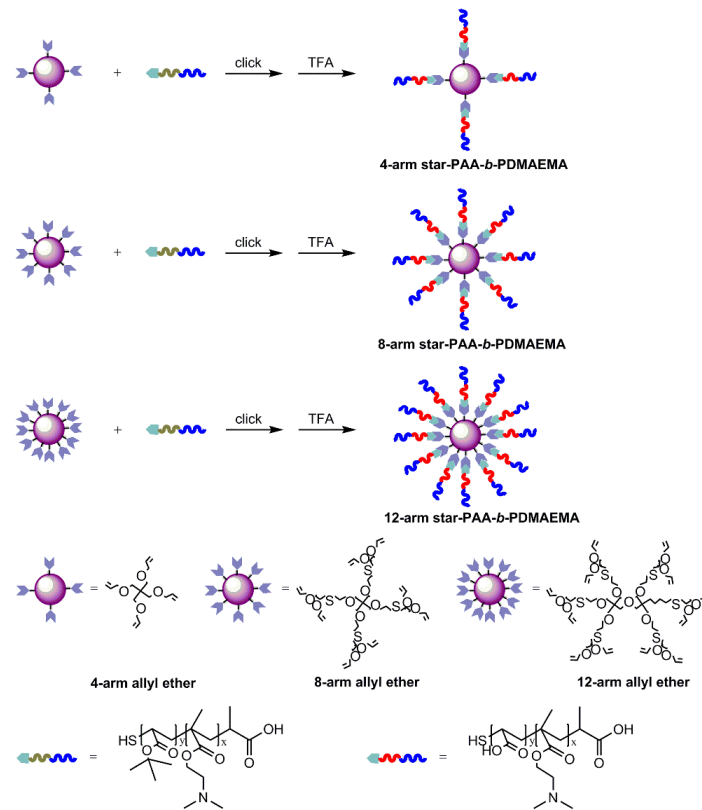 + click TFA
4-arm star-PAA-b-PDMAEMA
+ click TFA
8-arm star-PAA-b-PDMAEMA
+ click TFA
12-arm star-PAA-b-PDMAEMA
= O O O O
= O O S O O S O O S O O S O O
= O O S O O S O O S O O S O O S O O S O O
4-arm allyl ether
8-arm allyl ether
12-arm allyl ether
= HS y x OH O O O O O N
= HS y x OH HO O O O O N